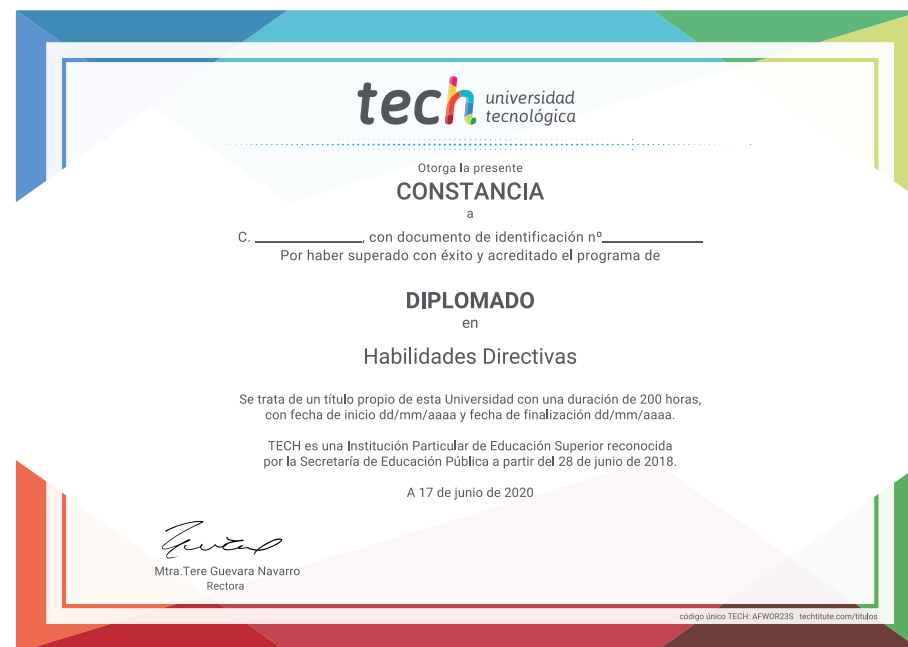 tech universidad
tecnológica
Otorga la presente
CONSTANCIA
a
C. ____________, con documento de identificación nº____________
Por haber superado con éxito y acreditado el programa de
DIPLOMADO
en
Habilidades Directivas
Se trata de un título propio de esta Universidad con una duración de 200 horas,
con fecha de inicio dd/mm/aaaa y fecha de finalización dd/mm/aaaa.
TECH es una Institución Particular de Educación Superior reconocida
por la Secretaría de Educación Pública a partir del 28 de junio de 2018.
A 17 de junio de 2020
Mtra.Tere Guevara Navarro
Rectora
código único TECH: AFWOR23S techtitute.com/titulos